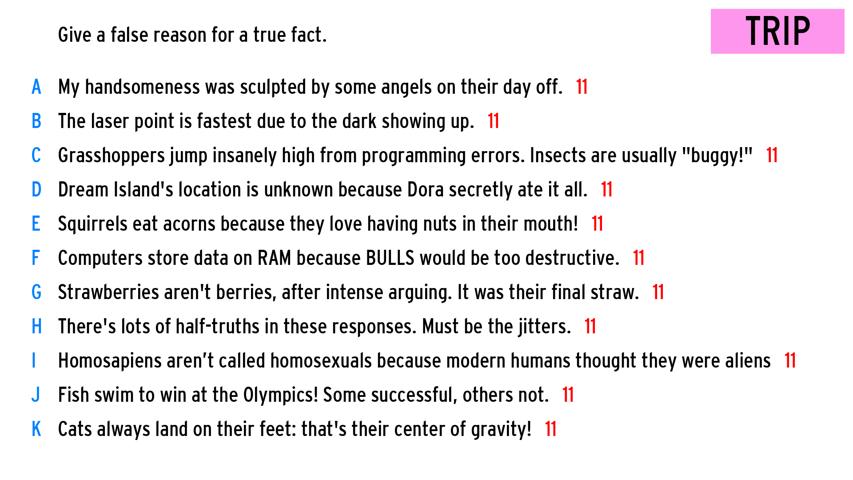 Give a false reason for a true fact.
TRIP
A My handsomeness was sculpted by some angels on their day off. 11
B The laser point is fastest due to the dark showing up. 11
C Grasshoppers jump insanely high from programming errors. Insects are usually "buggy!" 11
D Dream Island's location is unknown because Dora secretly ate it all. 11
E Squirrels eat acorns because they love having nuts in their mouth! 11
F Computers store data on RAM because BULLS would be too destructive. 11
G Strawberries aren't berries, after intense arguing. It was their final straw. 11
H There's lots of half-truths in these responses. Must be the jitters. 11
I Homosapiens aren’t called homosexuals because modern humans thought they were aliens 11
J Fish swim to win at the Olympics! Some successful, others not. 11
K Cats always land on their feet: that's their center of gravity! 11